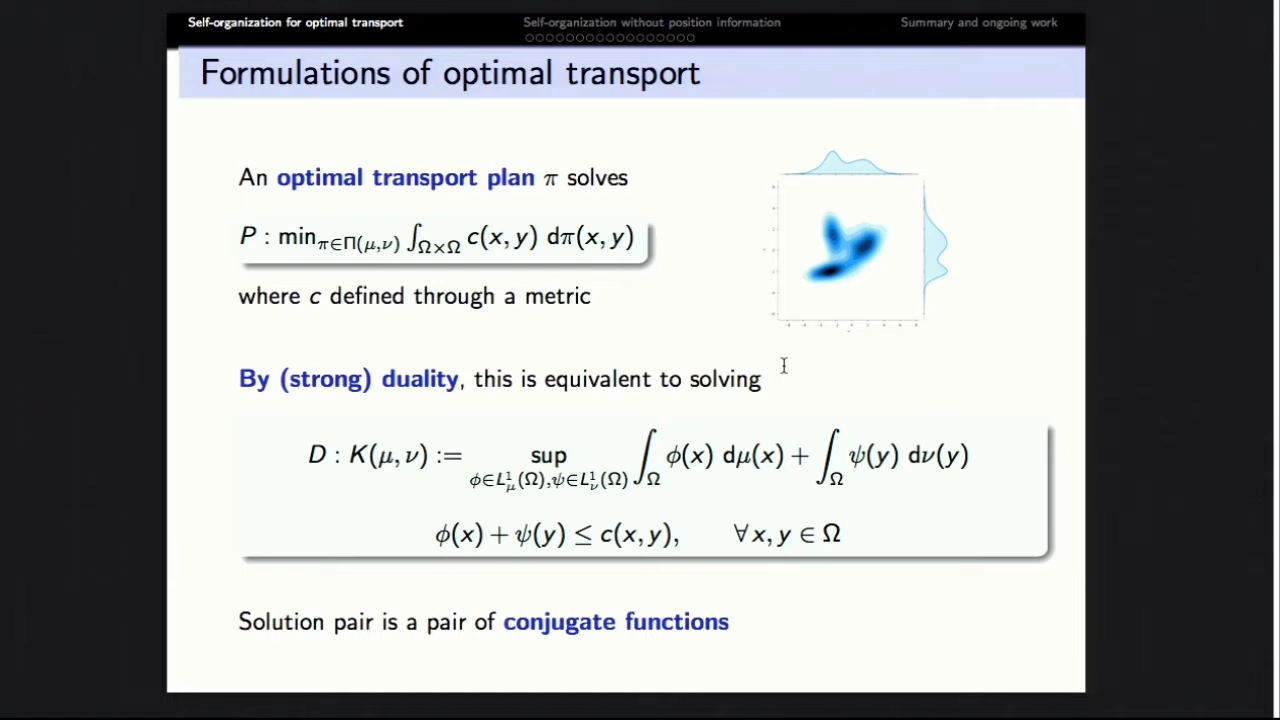 Self-organization for optimal transport
Self-organization without position information
Summary and ongoing work
Formulations of optimal transport
An optimal transport plan π solves
P : min_{π∈Π(μ,ν)} ∫_{Ω×Ω} c(x, y) dπ(x, y)
where c defined through a metric
By (strong) duality, this is equivalent to solving
D : K(μ, ν) := sup_{ϕ∈L¹_μ(Ω),ψ∈L¹_ν(Ω)} ∫_Ω ϕ(x) dμ(x) + ∫_Ω ψ(y) dν(y)
ϕ(x) + ψ(y) ≤ c(x, y), ∀ x, y ∈ Ω
Solution pair is a pair of conjugate functions